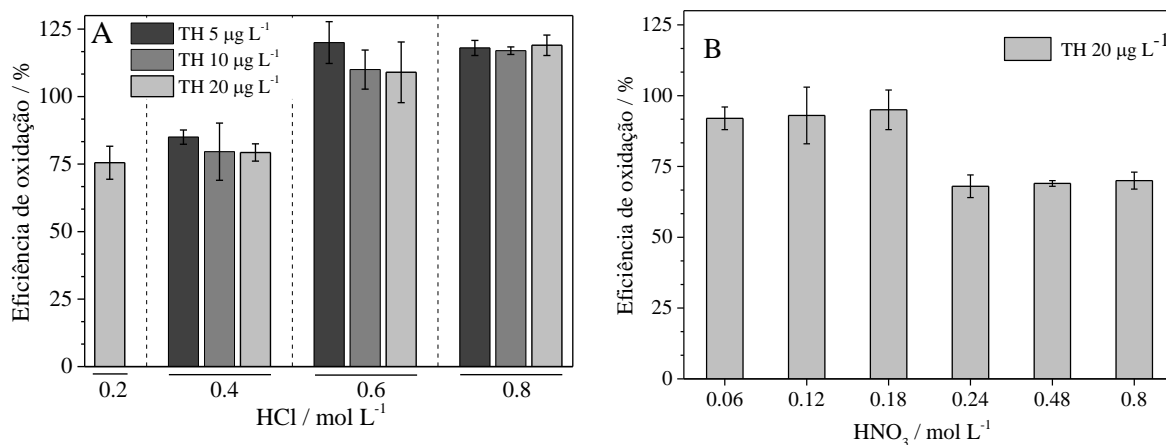 A
TH 5 µg L⁻¹
TH 10 µg L⁻¹
TH 20 µg L⁻¹
Eficiência de oxidação / %
125
100
75
50
25
0
0.2 0.4 0.6 0.8
HCl / mol L⁻¹
B
TH 20 µg L⁻¹
Eficiência de oxidação / %
125
100
75
50
25
0
0.06 0.12 0.18 0.24 0.48 0.8
HNO₃ / mol L⁻¹